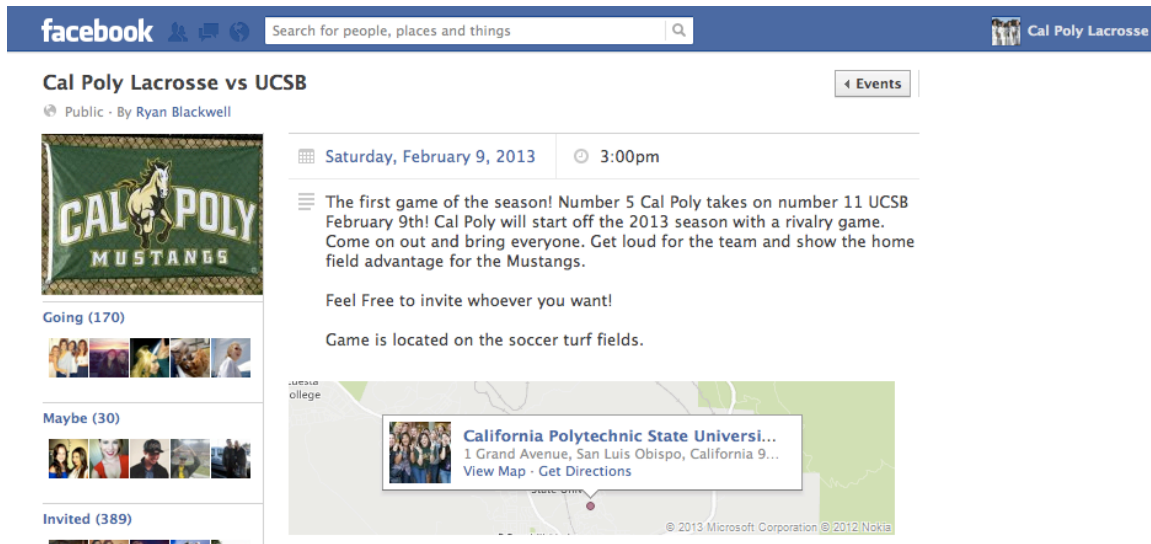 facebook
Search for people, places and things
Cal Poly Lacrosse
Cal Poly Lacrosse vs UCSB
Events
Public · By Ryan Blackwell
CAL POLY
MUSTANGS
Saturday, February 9, 2013
3:00pm
The first game of the season! Number 5 Cal Poly takes on number 11 UCSB
February 9th! Cal Poly will start off the 2013 season with a rivalry game.
Come on out and bring everyone. Get loud for the team and show the home
field advantage for the Mustangs.
Feel Free to invite whoever you want!
Game is located on the soccer turf fields.
Going (170)
Maybe (30)
Invited (389)
California Polytechnic State Universi...
1 Grand Avenue, San Luis Obispo, California 9...
View Map · Get Directions
© 2013 Microsoft Corporation © 2012 Nokia